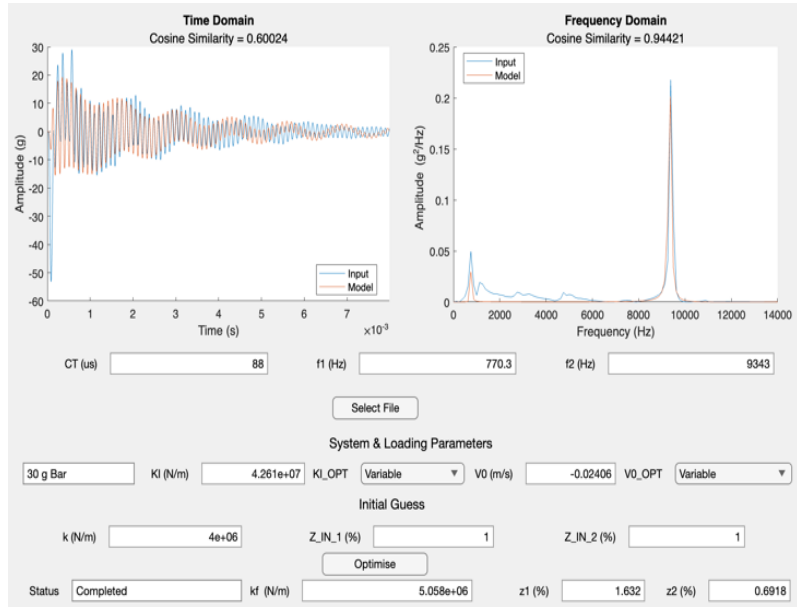 Time Domain
Cosine Similarity = 0.60024
30
20
10
0
-10
-20
-30
-40
-50
-60
Amplitude (g)
Input
Model
0 1 2 3 4 5 6 7
Time (s)
×10-3
Frequency Domain
Cosine Similarity = 0.94421
0.25
0.2
0.15
0.1
0.05
0
Amplitude (g2/Hz)
Input
Model
0 2000 4000 6000 8000 10000 12000 14000
Frequency (Hz)
CT (us) 88 f1 (Hz) 770.3 f2 (Hz) 9343
Select File
System & Loading Parameters
30 g Bar Kl (N/m) 4.261e+07 Kl_OPT Variable V0 (m/s) -0.02406 V0_OPT Variable
Initial Guess
k (N/m) 4e+06 Z_IN_1 (%) 1 Z_IN_2 (%) 1
Optimise
Status Completed kf (N/m) 5.058e+06 z1 (%) 1.632 z2 (%) 0.6918